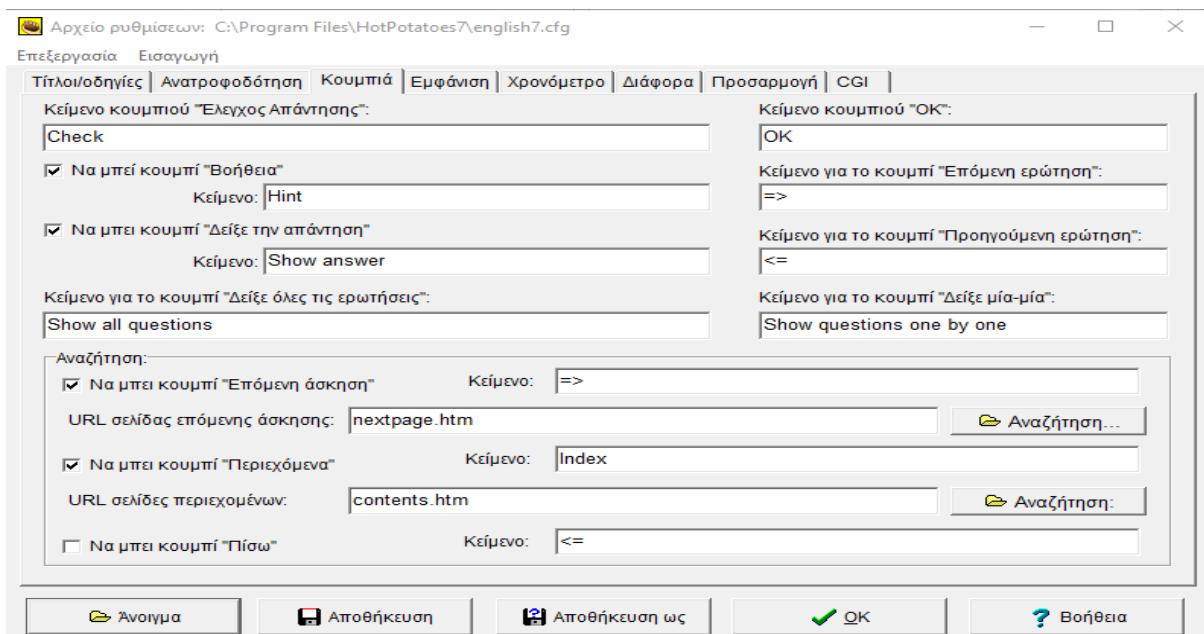 Αρχείο ρυθμίσεων: C:\Program Files\HotPotatoes7\english7.cfg
Επεξεργασία Εισαγωγή
Τίτλοι/οδηγίες Ανατροφοδότηση Κουμπιά Εμφάνιση Χρονόμετρο Διάφορα Προσαρμογή CGI
Κείμενο κουμπιού "Έλεγχος Απάντησης": Κείμενο κουμπιού "OK":
Check OK
Να μπεί κουμπί "Βοήθεια" Κείμενο για το κουμπί "Επόμενη ερώτηση":
Κείμενο: Hint =>
Να μπει κουμπί "Δείξε την απάντηση" Κείμενο για το κουμπί "Προηγούμενη ερώτηση":
Κείμενο: Show answer <=
Κείμενο για το κουμπί "Δείξε όλες τις ερωτήσεις": Κείμενο για το κουμπί "Δείξε μία-μία":
Show all questions Show questions one by one
Αναζήτηση:
Να μπει κουμπί "Επόμενη άσκηση" Κείμενο: =>
URL σελίδας επόμενης άσκησης: nextpage.htm Αναζήτηση...
Να μπει κουμπί "Περιεχόμενα" Κείμενο: Index
URL σελίδες περιεχομένων: contents.htm Αναζήτηση:
Να μπει κουμπί "Πίσω" Κείμενο: <=
Άνοιγμα Αποθήκευση Αποθήκευση ως OK Βοήθεια